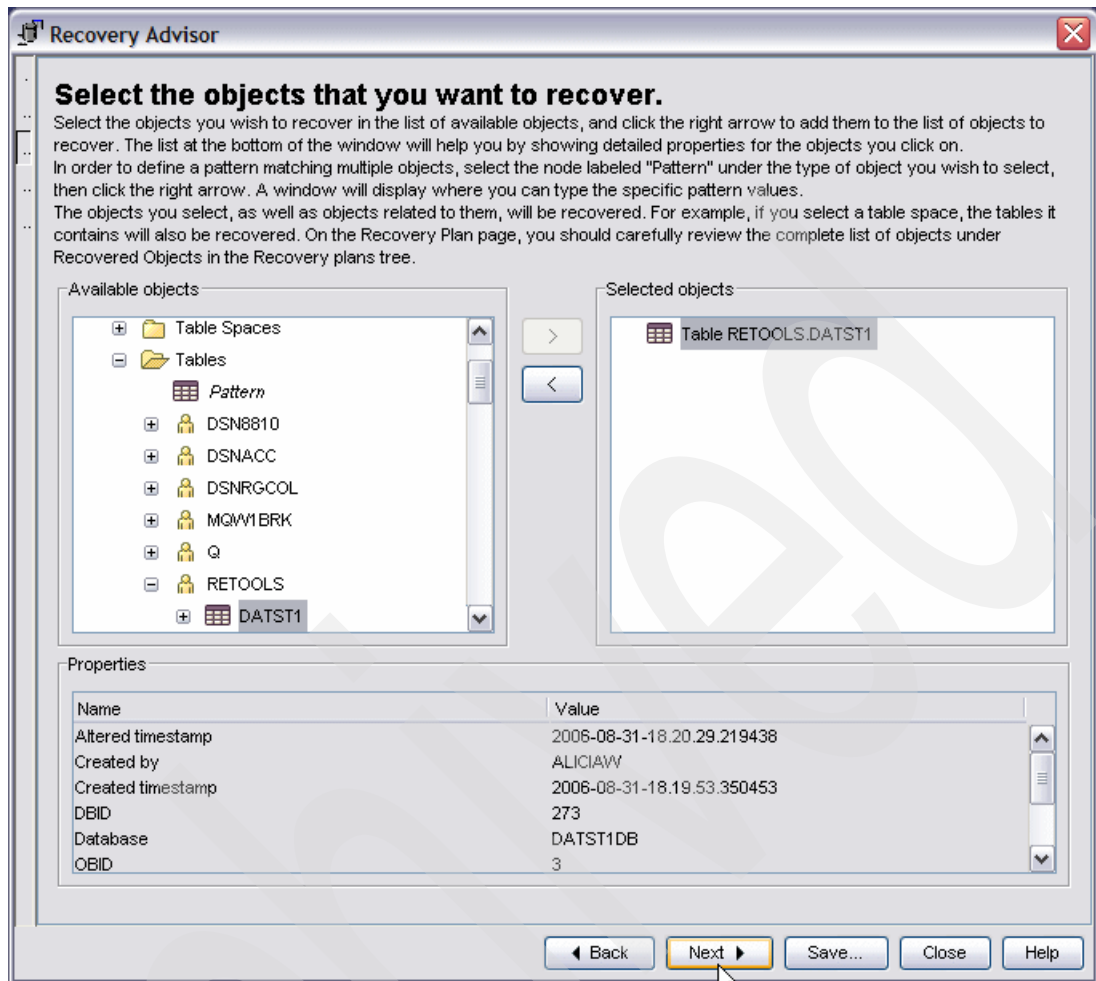 Recovery Advisor
Select the objects that you want to recover.
Select the objects you wish to recover in the list of available objects, and click the right arrow to add them to the list of objects to
recover. The list at the bottom of the window will help you by showing detailed properties for the objects you click on.
In order to define a pattern matching multiple objects, select the node labeled "Pattern" under the type of object you wish to select,
then click the right arrow. A window will display where you can type the specific pattern values.
The objects you select, as well as objects related to them, will be recovered. For example, if you select a table space, the tables it
contains will also be recovered. On the Recovery Plan page, you should carefully review the complete list of objects under
Recovered Objects in the Recovery plans tree.
Available objects
Table Spaces
Tables
Pattern
DSN8810
DSNACC
DSNRGCOL
MQW1BRK
Q
RETOOLS
DATST1
>
<
Selected objects
Table RETOOLS.DATST1
Properties
Name Value
Altered timestamp 2006-08-31-18.20.29.219438
Created by ALICIAW
Created timestamp 2006-08-31-18.19.53.350453
DBID 273
Database DATST1DB
OBID 3
Back Next Save... Close Help